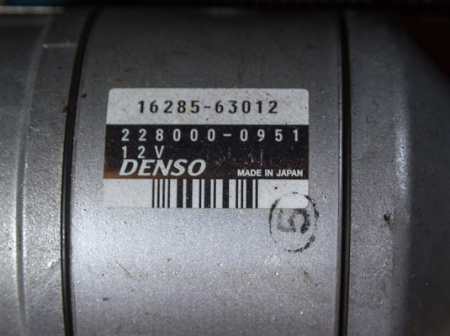 16285-63012
228000-0951
12V
DENSO MADE IN JAPAN
5